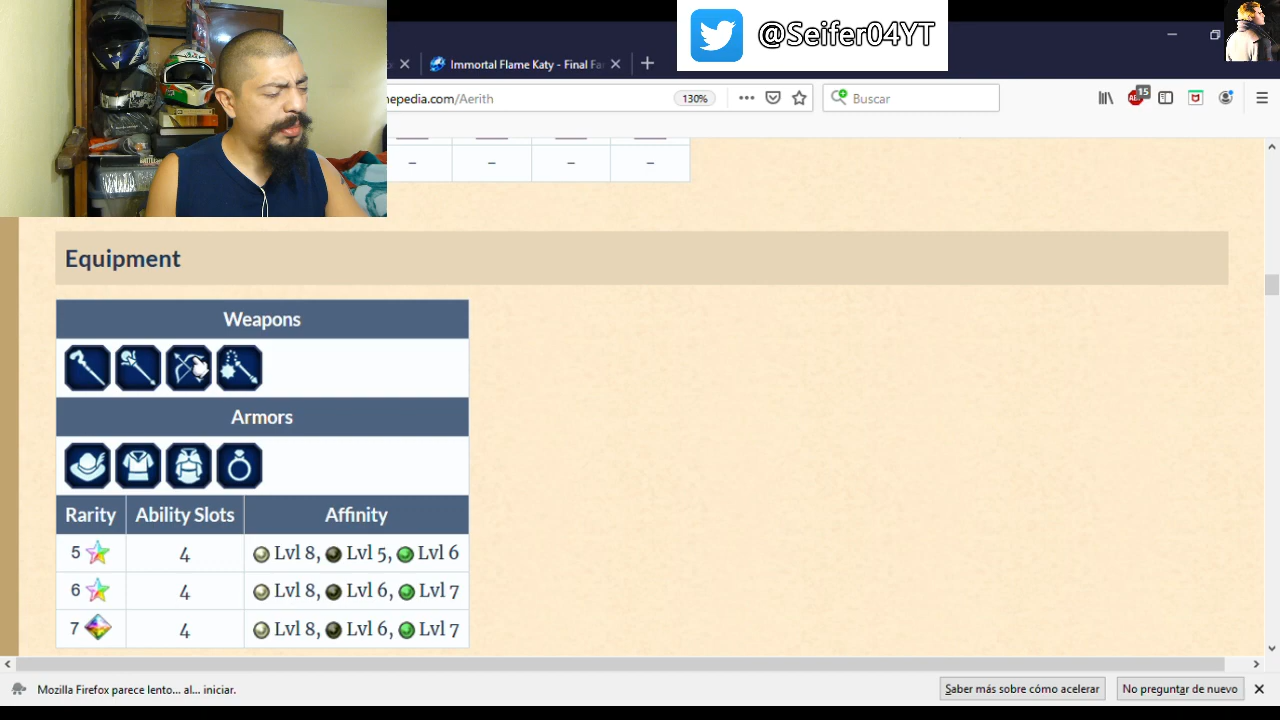 @Seifer04YT
Immortal Flame Katy - Final Fan
nepedia.com/Aerith
130%
Buscar
15
-
-
-
-
Equipment
Weapons
Armors
Rarity Ability Slots Affinity
5 4 Lvl 8, Lvl 5, Lvl 6
6 4 Lvl 8, Lvl 6, Lvl 7
7 4 Lvl 8, Lvl 6, Lvl 7
Mozilla Firefox parece lento... al... iniciar.
Saber más sobre cómo acelerar
No preguntar de nuevo